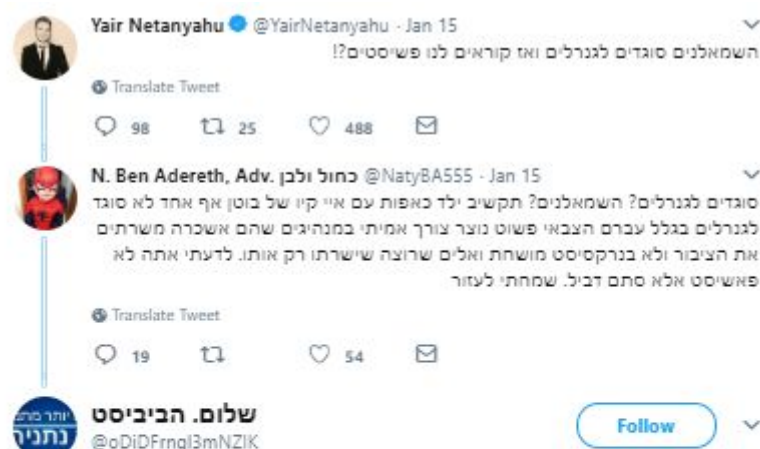 Yair Netanyahu @YairNetanyahu · Jan 15
השמאלנים סוגדים לגנרלים ואז קוראים לנו פשיסטים?!
Translate Tweet
98 25 488
N. Ben Adereth, Adv. כחול ולבן @NatyBA555 · Jan 15
סוגדים לגנרלים? השמאלנים? תקשיב ילד כאפות עם איי קיו של בוטן אף אחד לא סוגד
לגנרלים בגלל עברם הצבאי פשוט נוצר צורך אמיתי במנהיגים שהם אשכרה משרתים
את הציבור ולא בנרקסיסט מושחת ואלים שרוצה שישרתו רק אותו. לדעתי אתה לא
פאשיסט אלא סתם דביל. שמחתי לעזור
Translate Tweet
19 54
שלום. הביביסט
@oDiDFrngl3mNZIK
Follow